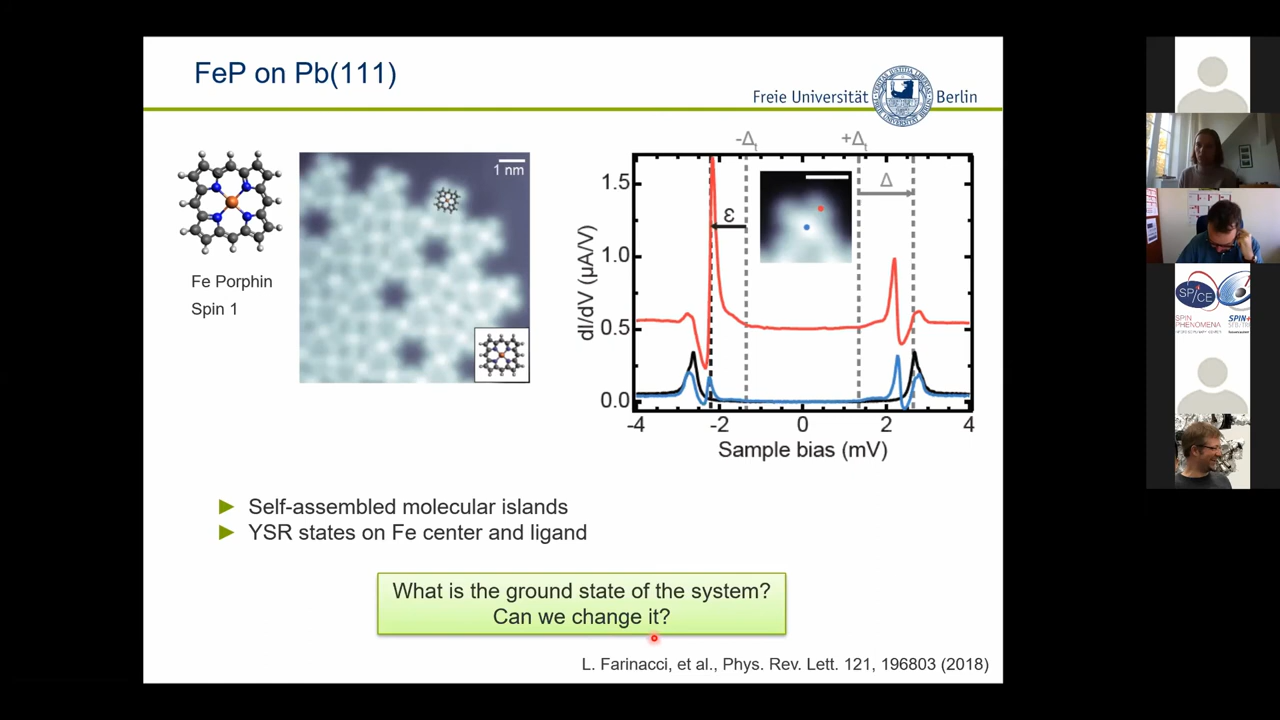 FeP on Pb(111)
Freie Universität Berlin
Fe Porphin
Spin 1
1 nm
-Δt
+Δt
Δ
ε
1.5
1.0
0.5
0.0
dI/dV (µA/V)
-4 -2 0 2 4
Sample bias (mV)
Self-assembled molecular islands
YSR states on Fe center and ligand
What is the ground state of the system?
Can we change it?
L. Farinacci, et al., Phys. Rev. Lett. 121, 196803 (2018)
SPICE
SPIN
PHENOMENA
SPIN+